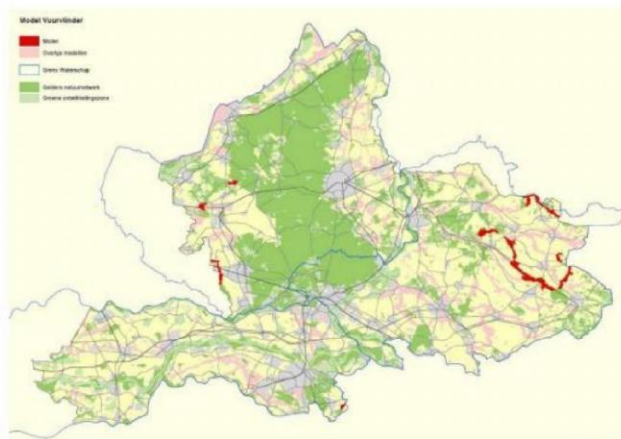 Model Vuurvlinder
Model
Overige modellen
Grens Waterschap
Gelders natuurnetwerk
Groene ontwikkelingszone